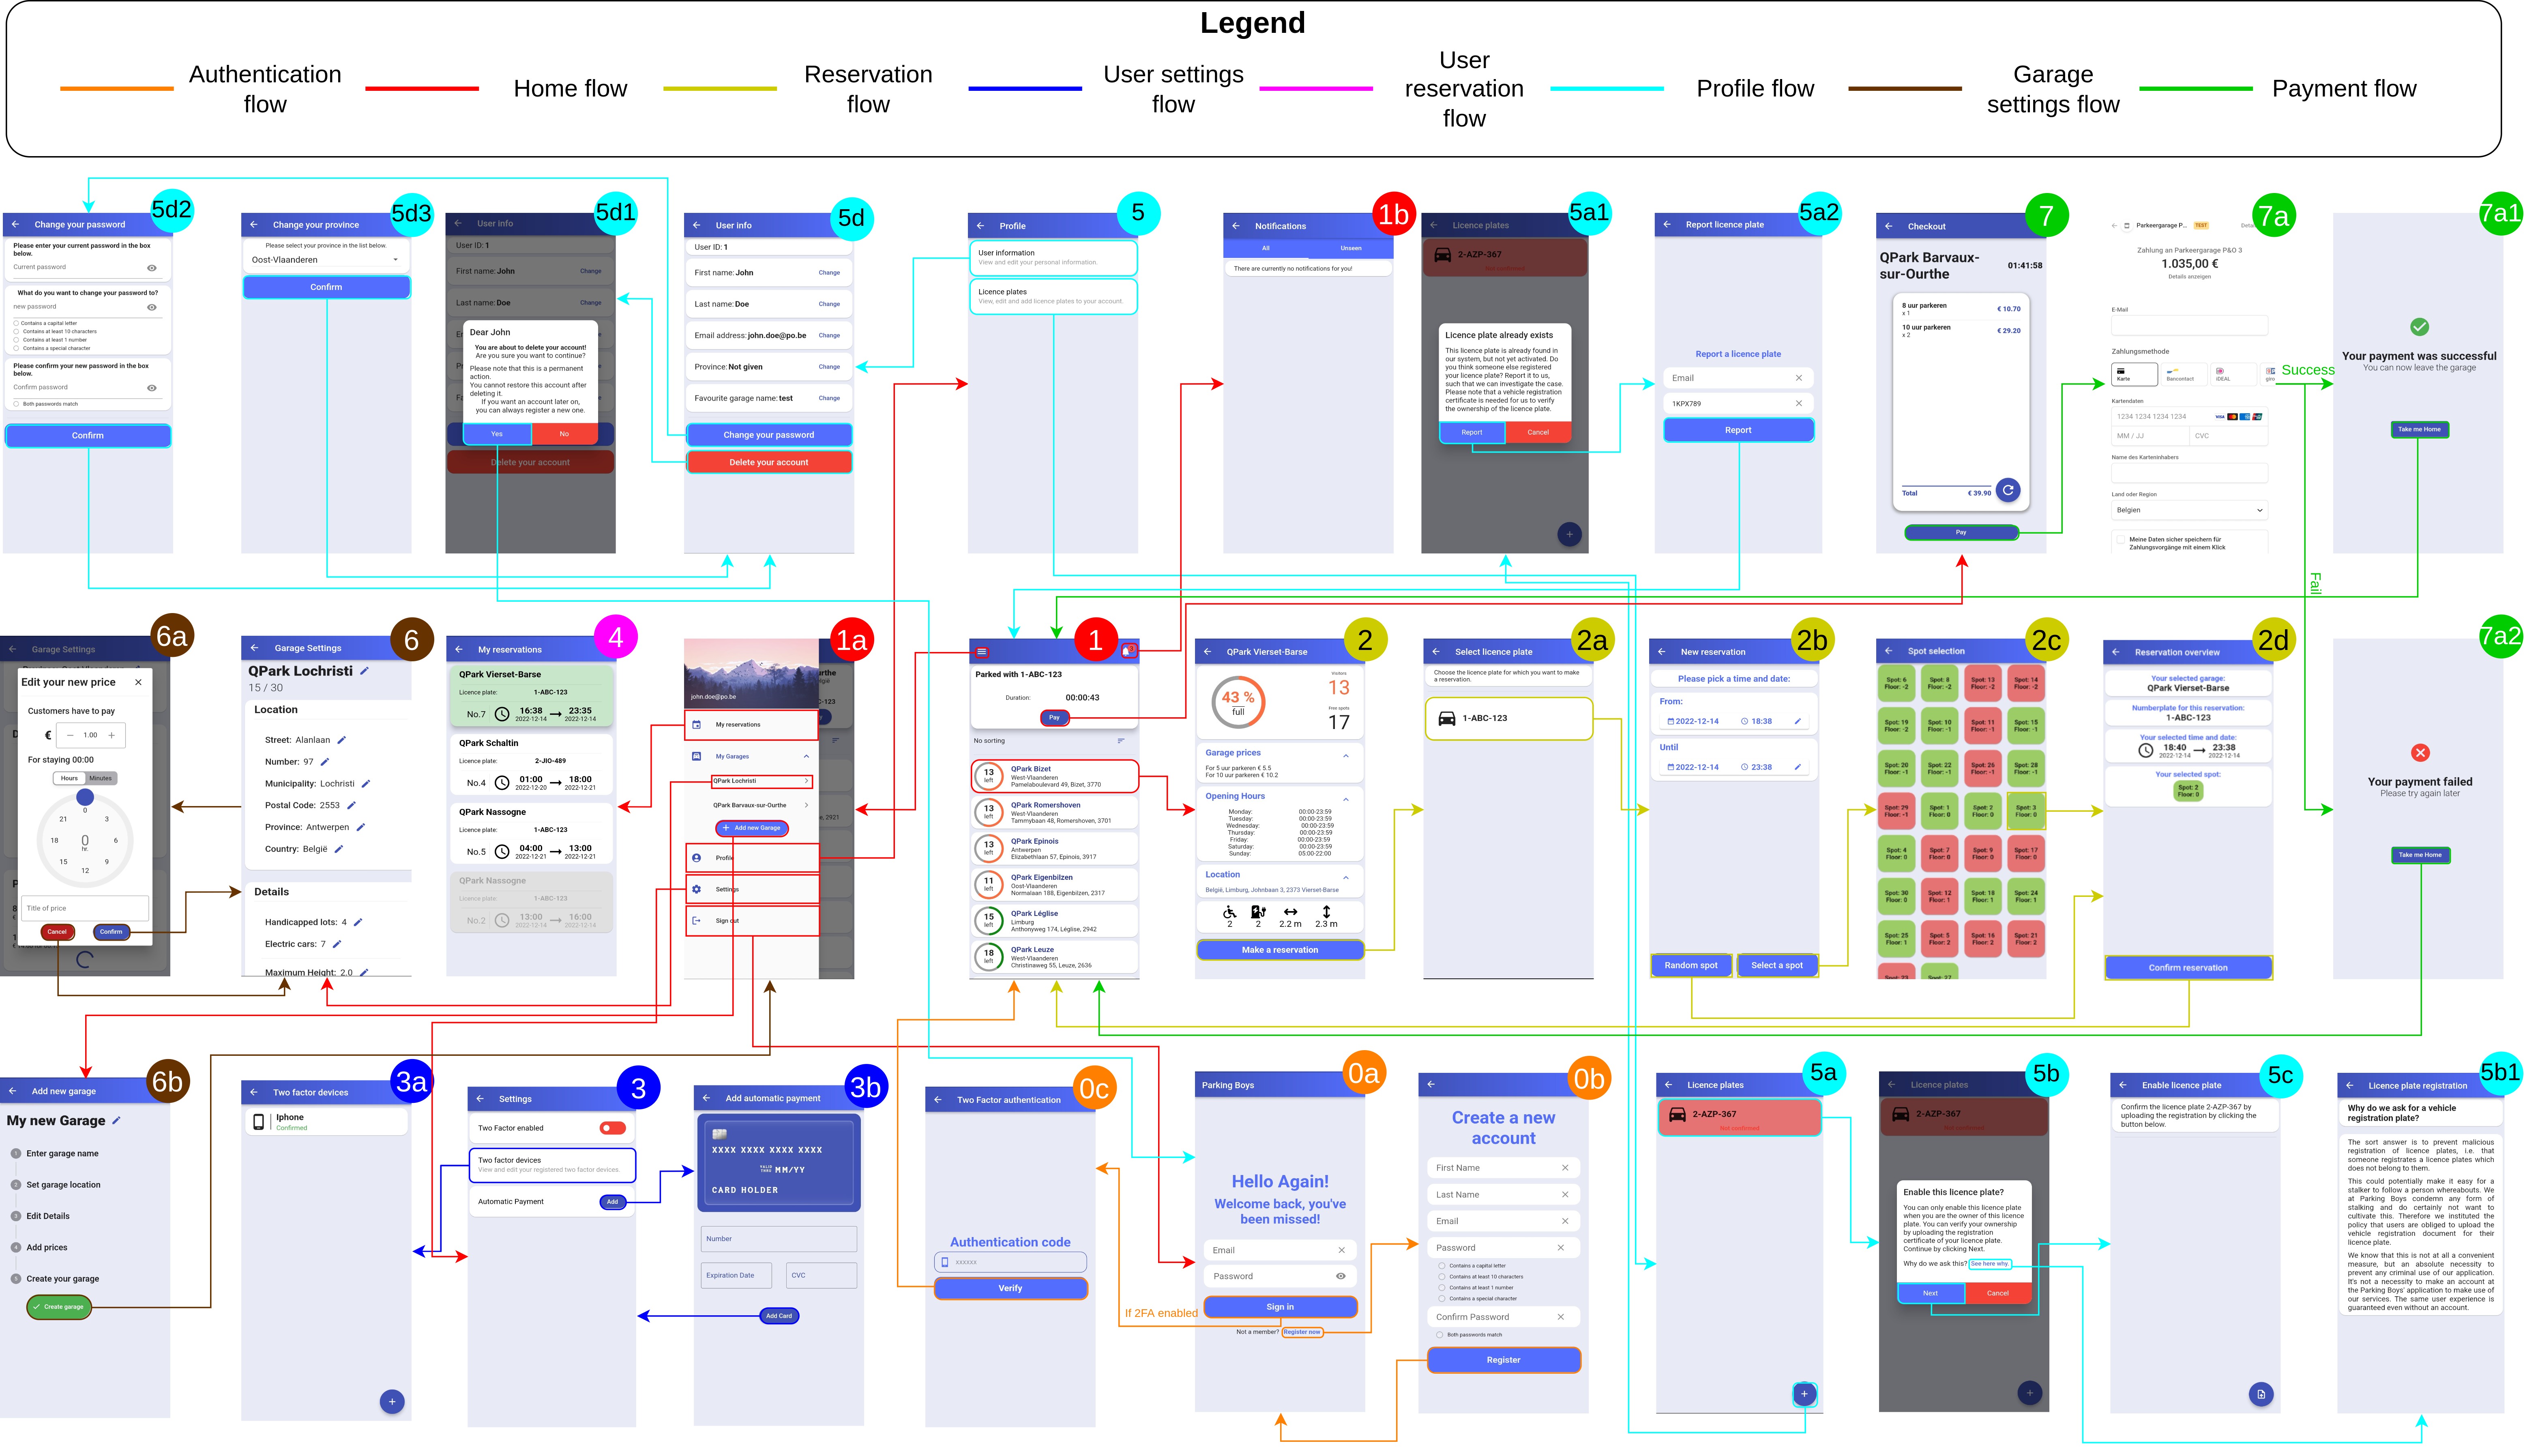 Legend
Authentication
flow
Home flow
Reservation
flow
User settings
flow
User
reservation
flow
Profile flow
Garage
settings flow
Payment flow
5d2
Change your password
Please enter your current password in the box
below.
Current password
What do you want to change your password to?
new password
Contains a capital letter
Contains at least 10 characters
Contains at least 1 number
Contains a special character
Please confirm your new password in the box
below.
Confirm password
Both passwords match
Confirm
5d3
Change your province
Please select your province in the list below.
Oost-Vlaanderen
Confirm
5d1
User info
User ID: 1
First name: John
Change
Last name: Doe
Change
Dear John
You are about to delete your account!
Are you sure you want to continue?
Please note that this is a permanent
action.
You cannot restore this account after
deleting it.
If you want an account later on,
you can always register a new one.
Yes
No
Delete your account
5d
User info
User ID: 1
First name: John
Change
Last name: Doe
Change
Email address: john.doe@po.be
Change
Province: Not given
Change
Favourite garage name: test
Change
Change your password
Delete your account
5
Profile
User information
View and edit your personal information.
Licence plates
View, edit and add licence plates to your account.
1b
Notifications
All
Unseen
There are currently no notifications for you!
5a1
Licence plates
2-AZP-367
Not confirmed
Licence plate already exists
This licence plate is already found in
our system, but not yet activated. Do
you think someone else registered
your licence plate? Report it to us,
such that we can investigate the case.
Please note that a vehicle registration
certificate is needed for us to verify
the ownership of the licence plate.
Report
Cancel
5a2
Report licence plate
Report a licence plate
Email
1KPX789
Report
7
Checkout
QPark Barvaux-
sur-Ourthe
01:41:58
8 uur parkeren
x 1
€ 10.70
10 uur parkeren
x 2
€ 29.20
Total
€ 39.90
Pay
7a
Parkeergarage P...
TEST
Zahlung an Parkeergarage P&O 3
1.035,00 €
Details anzeigen
E-Mail
Zahlungsmethode
Karte
Bancontact
iDEAL
Kartendaten
1234 1234 1234 1234
VISA
MM / JJ
CVC
Name des Karteninhabers
Land oder Region
Belgien
Meine Daten sicher speichern für
Zahlungsvorgänge mit einem Klick
Success
Fail
7a1
Your payment was successful
You can now leave the garage
Take me Home
6a
Garage Settings
Edit your new price
Customers have to pay
€
1.00
For staying 00:00
Hours
Minutes
0
3
6
9
12
15
18
21
0
hr.
Title of price
Cancel
Confirm
6
Garage Settings
QPark Lochristi
15 / 30
Location
Street: Alanlaan
Number: 97
Municipality: Lochristi
Postal Code: 2553
Province: Antwerpen
Country: België
Details
Handicapped lots: 4
Electric cars: 7
Maximum Height: 2.0
4
My reservations
QPark Vierset-Barse
Licence plate:
1-ABC-123
No.7
16:38
23:35
2022-12-14
2022-12-14
QPark Schaltin
Licence plate:
2-JIO-489
No.4
01:00
18:00
2022-12-20
2022-12-21
QPark Nassogne
Licence plate:
1-ABC-123
No.5
04:00
13:00
2022-12-21
2022-12-21
QPark Nassogne
Licence plate:
1-ABC-123
No.2
13:00
16:00
2022-12-14
2022-12-14
1a
john.doe@po.be
My reservations
My Garages
QPark Lochristi
QPark Barvaux-sur-Ourthe
Add new Garage
Profile
Settings
Sign out
1
Parked with 1-ABC-123
Duration:
00:00:43
Pay
No sorting
13
left
QPark Bizet
West-Vlaanderen
Pamelaboulevard 49, Bizet, 3770
13
left
QPark Romershoven
West-Vlaanderen
Tammybaan 48, Romershoven, 3701
13
left
QPark Epinois
Antwerpen
Elizabethlaan 57, Epinois, 3917
11
left
QPark Eigenbilzen
Oost-Vlaanderen
Normalaan 188, Eigenbilzen, 2317
15
left
QPark Léglise
Limburg
Anthonyweg 174, Léglise, 2942
18
left
QPark Leuze
West-Vlaanderen
Christinaweg 55, Leuze, 2636
2
QPark Vierset-Barse
43 %
full
Visitors
13
Free spots
17
Garage prices
For 5 uur parkeren € 5.5
For 10 uur parkeren € 10.2
Opening Hours
Monday: 00:00-23:59
Tuesday: 00:00-23:59
Wednesday: 00:00-23:59
Thursday: 00:00-23:59
Friday: 00:00-23:59
Saturday: 00:00-23:59
Sunday: 05:00-22:00
Location
België, Limburg, Johnbaan 3, 2373 Vierset-Barse
2
2
2.2 m
2.3 m
Make a reservation
2a
Select licence plate
Choose the licence plate for which you want to make
a reservation.
1-ABC-123
2b
New reservation
Please pick a time and date:
From:
2022-12-14
18:38
Until
2022-12-14
23:38
Random spot
Select a spot
2c
Spot selection
Spot: 6
Floor: -2
Spot: 8
Floor: -2
Spot: 13
Floor: -2
Spot: 14
Floor: -2
Spot: 19
Floor: -2
Spot: 10
Floor: -1
Spot: 11
Floor: -1
Spot: 15
Floor: -1
Spot: 20
Floor: -1
Spot: 22
Floor: -1
Spot: 26
Floor: -1
Spot: 28
Floor: -1
Spot: 29
Floor: -1
Spot: 1
Floor: 0
Spot: 2
Floor: 0
Spot: 3
Floor: 0
Spot: 4
Floor: 0
Spot: 7
Floor: 0
Spot: 9
Floor: 0
Spot: 17
Floor: 0
Spot: 30
Floor: 0
Spot: 12
Floor: 1
Spot: 18
Floor: 1
Spot: 24
Floor: 1
Spot: 25
Floor: 1
Spot: 5
Floor: 2
Spot: 16
Floor: 2
Spot: 21
Floor: 2
2d
Reservation overview
Your selected garage:
QPark Vierset-Barse
Numberplate for this reservation:
1-ABC-123
Your selected time and date:
18:40
23:38
2022-12-14
2022-12-14
Your selected spot:
Spot: 2
Floor: 0
Confirm reservation
7a2
Your payment failed
Please try again later
Take me Home
6b
Add new garage
My new Garage
1 Enter garage name
2 Set garage location
3 Edit Details
4 Add prices
5 Create your garage
Create garage
3a
Two factor devices
Iphone
Confirmed
3
Settings
Two Factor enabled
Two factor devices
View and edit your registered two factor devices.
Automatic Payment
Add
3b
Add automatic payment
XXXX XXXX XXXX XXXX
VALID
THRU
MM/YY
CARD HOLDER
Number
Expiration Date
CVC
Add Card
0c
Two Factor authentication
Authentication code
xxxxxx
Verify
If 2FA enabled
0a
Parking Boys
Hello Again!
Welcome back, you've
been missed!
Email
Password
Sign in
Not a member? Register now
0b
Create a new
account
First Name
Last Name
Email
Password
Contains a capital letter
Contains at least 10 characters
Contains at least 1 number
Contains a special character
Confirm Password
Both passwords match
Register
5a
Licence plates
2-AZP-367
Not confirmed
5b
Licence plates
2-AZP-367
Not confirmed
Enable this licence plate?
You can only enable this licence plate
when you are the owner of this licence
plate. You can verify your ownership
by uploading the registration
certificate of your licence plate.
Continue by clicking Next.
Why do we ask this? See here why.
Next
Cancel
5c
Enable licence plate
Confirm the licence plate 2-AZP-367 by
uploading the registration by clicking the
button below.
5b1
Licence plate registration
Why do we ask for a vehicle
registration plate?
The sort answer is to prevent malicious
registration of licence plates, i.e. that
someone registrates a licence plates which
does not belong to them.
This could potentially make it easy for a
stalker to follow a person whereabouts. We
at Parking Boys condemn any form of
stalking and do certainly not want to
cultivate this. Therefore we instituted the
policy that users are obliged to upload the
vehicle registration document for their
licence plate.
We know that this is not at all a convenient
measure, but an absolute necessity to
prevent any criminal use of our application.
It's not a necessity to make an account at
the Parking Boys' application to make use of
our services. The same user experience is
guaranteed even without an account.